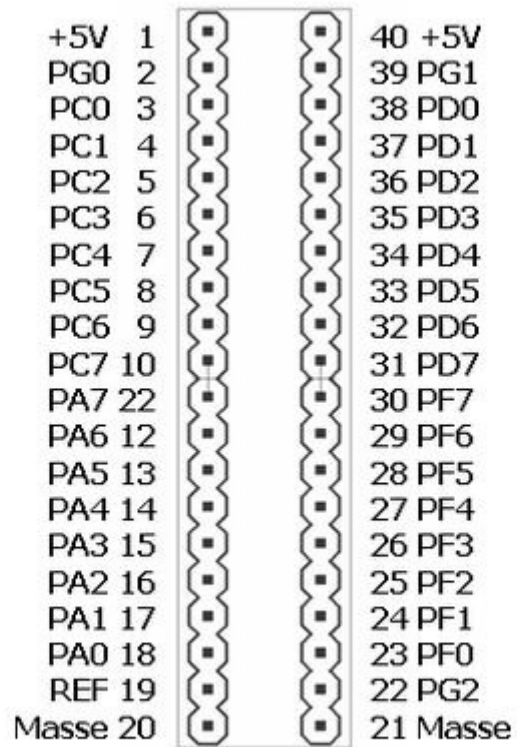 +5V 1 40 +5V
PG0 2 39 PG1
PC0 3 38 PD0
PC1 4 37 PD1
PC2 5 36 PD2
PC3 6 35 PD3
PC4 7 34 PD4
PC5 8 33 PD5
PC6 9 32 PD6
PC7 10 31 PD7
PA7 22 30 PF7
PA6 12 29 PF6
PA5 13 28 PF5
PA4 14 27 PF4
PA3 15 26 PF3
PA2 16 25 PF2
PA1 17 24 PF1
PA0 18 23 PF0
REF 19 22 PG2
Masse 20 21 Masse